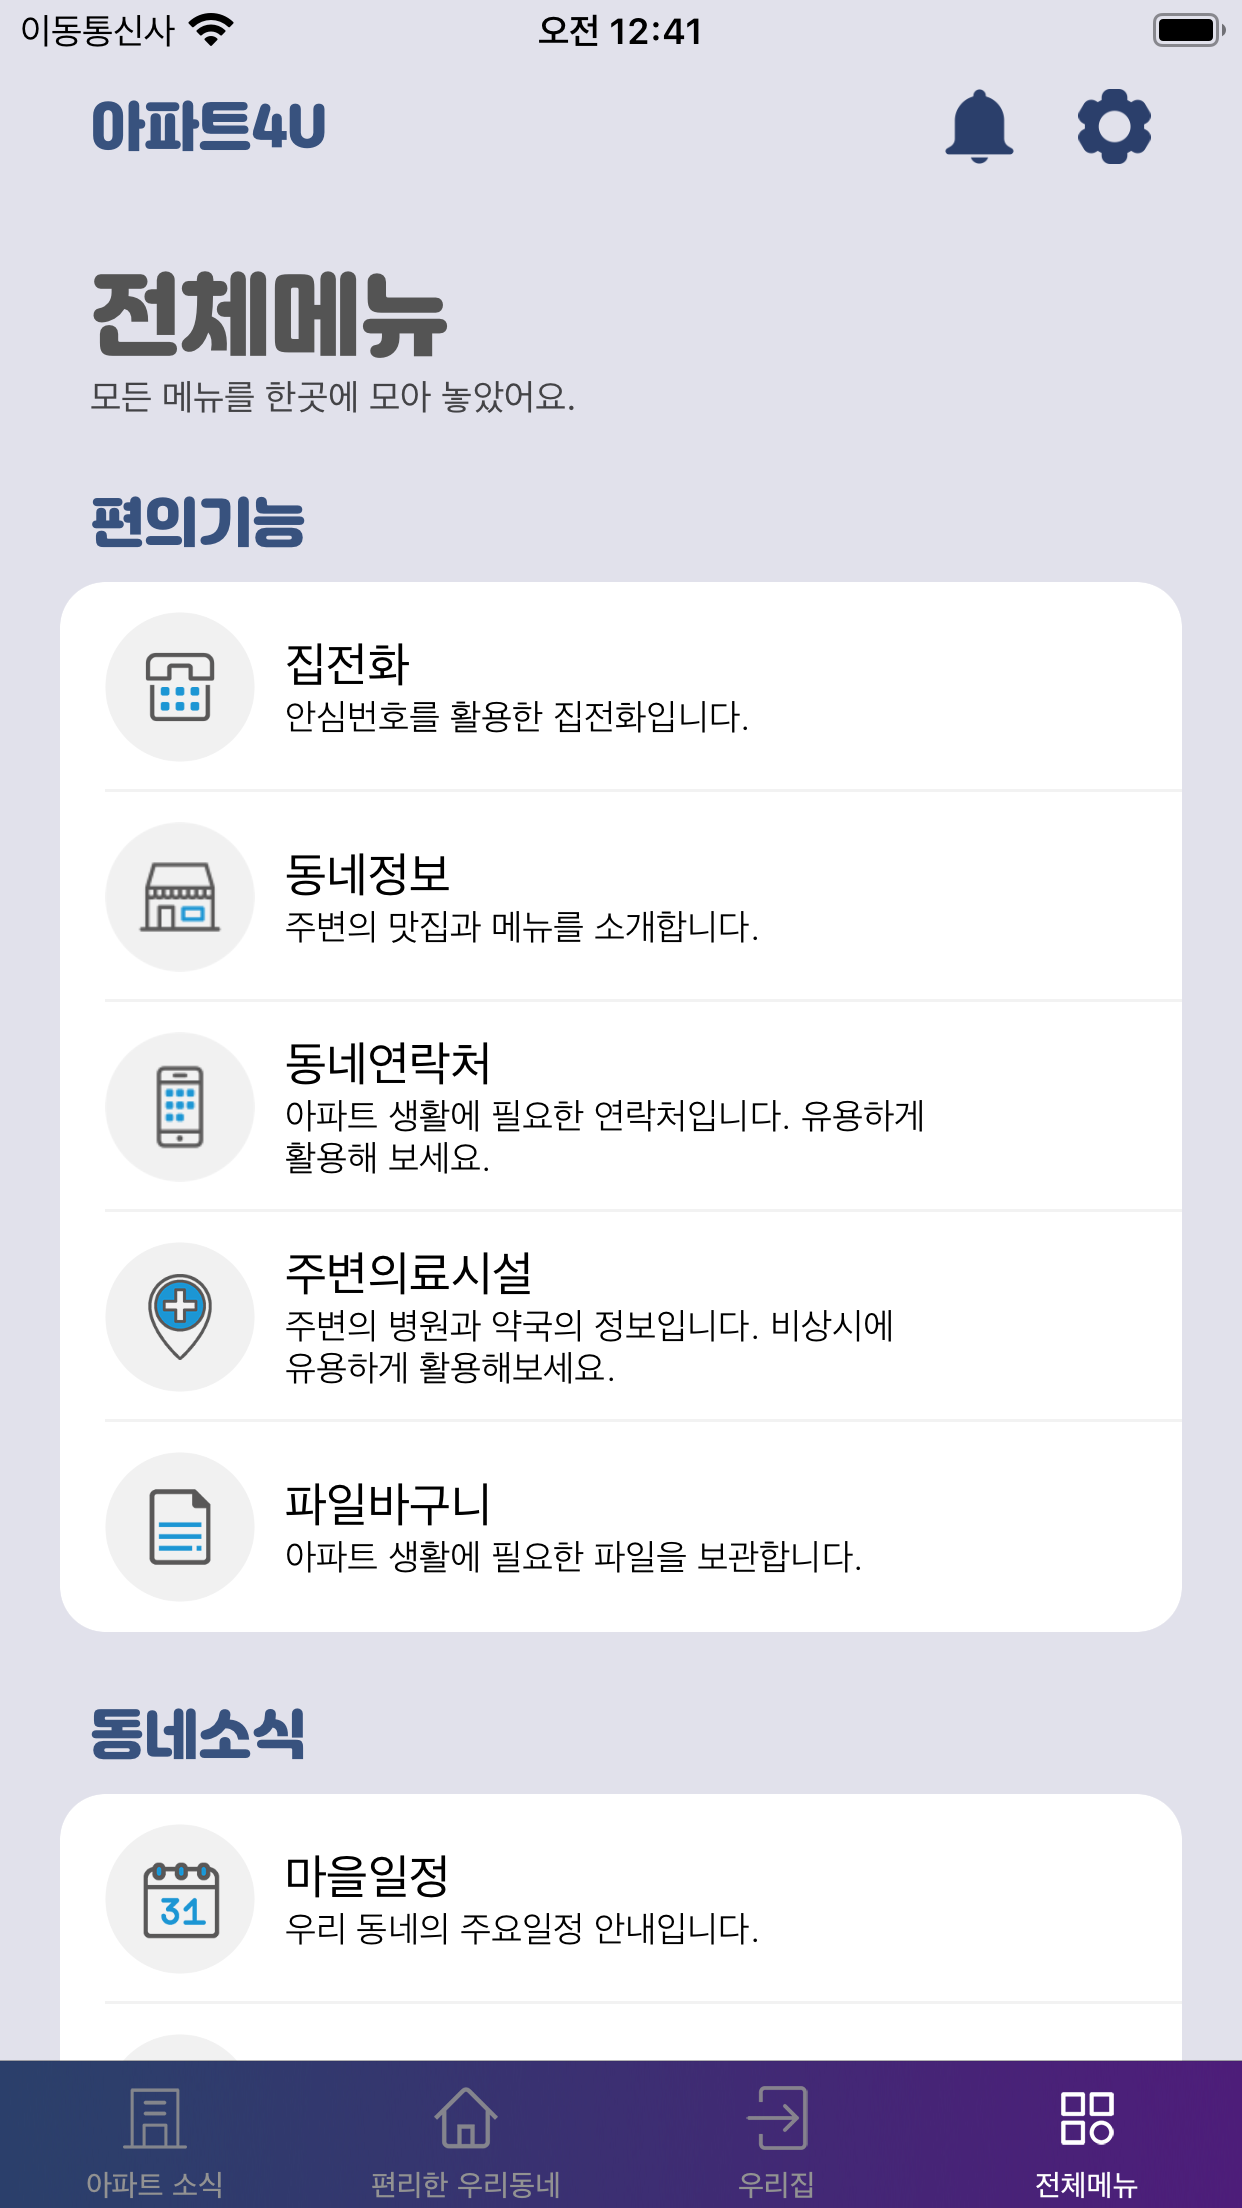 이동통신사
오전 12:41
아파트4U
전체메뉴
모든 메뉴를 한곳에 모아 놓았어요.
편의기능
집전화
안심번호를 활용한 집전화입니다.
동네정보
주변의 맛집과 메뉴를 소개합니다.
동네연락처
아파트 생활에 필요한 연락처입니다. 유용하게
활용해 보세요.
주변의료시설
주변의 병원과 약국의 정보입니다. 비상시에
유용하게 활용해보세요.
파일바구니
아파트 생활에 필요한 파일을 보관합니다.
동네소식
31
마을일정
우리 동네의 주요일정 안내입니다.
아파트 소식
편리한 우리동네
우리집
전체메뉴